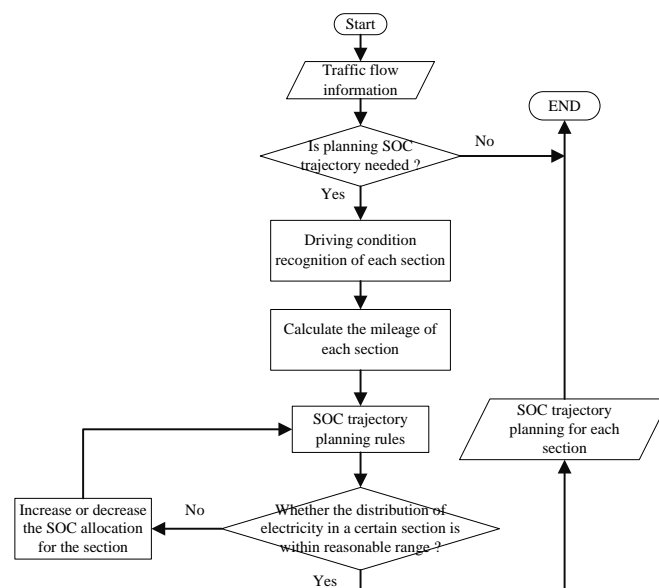 Start
Traffic flow
information
END
Is planning SOC
trajectory needed ?
No
Yes
Driving condition
recognition of each section
Calculate the mileage of
each section
SOC trajectory
planning rules
SOC trajectory
planning for each
section
Increase or decrease
the SOC allocation
for the section
No
Whether the distribution of
electricity in a certain section is
within reasonable range ?
Yes